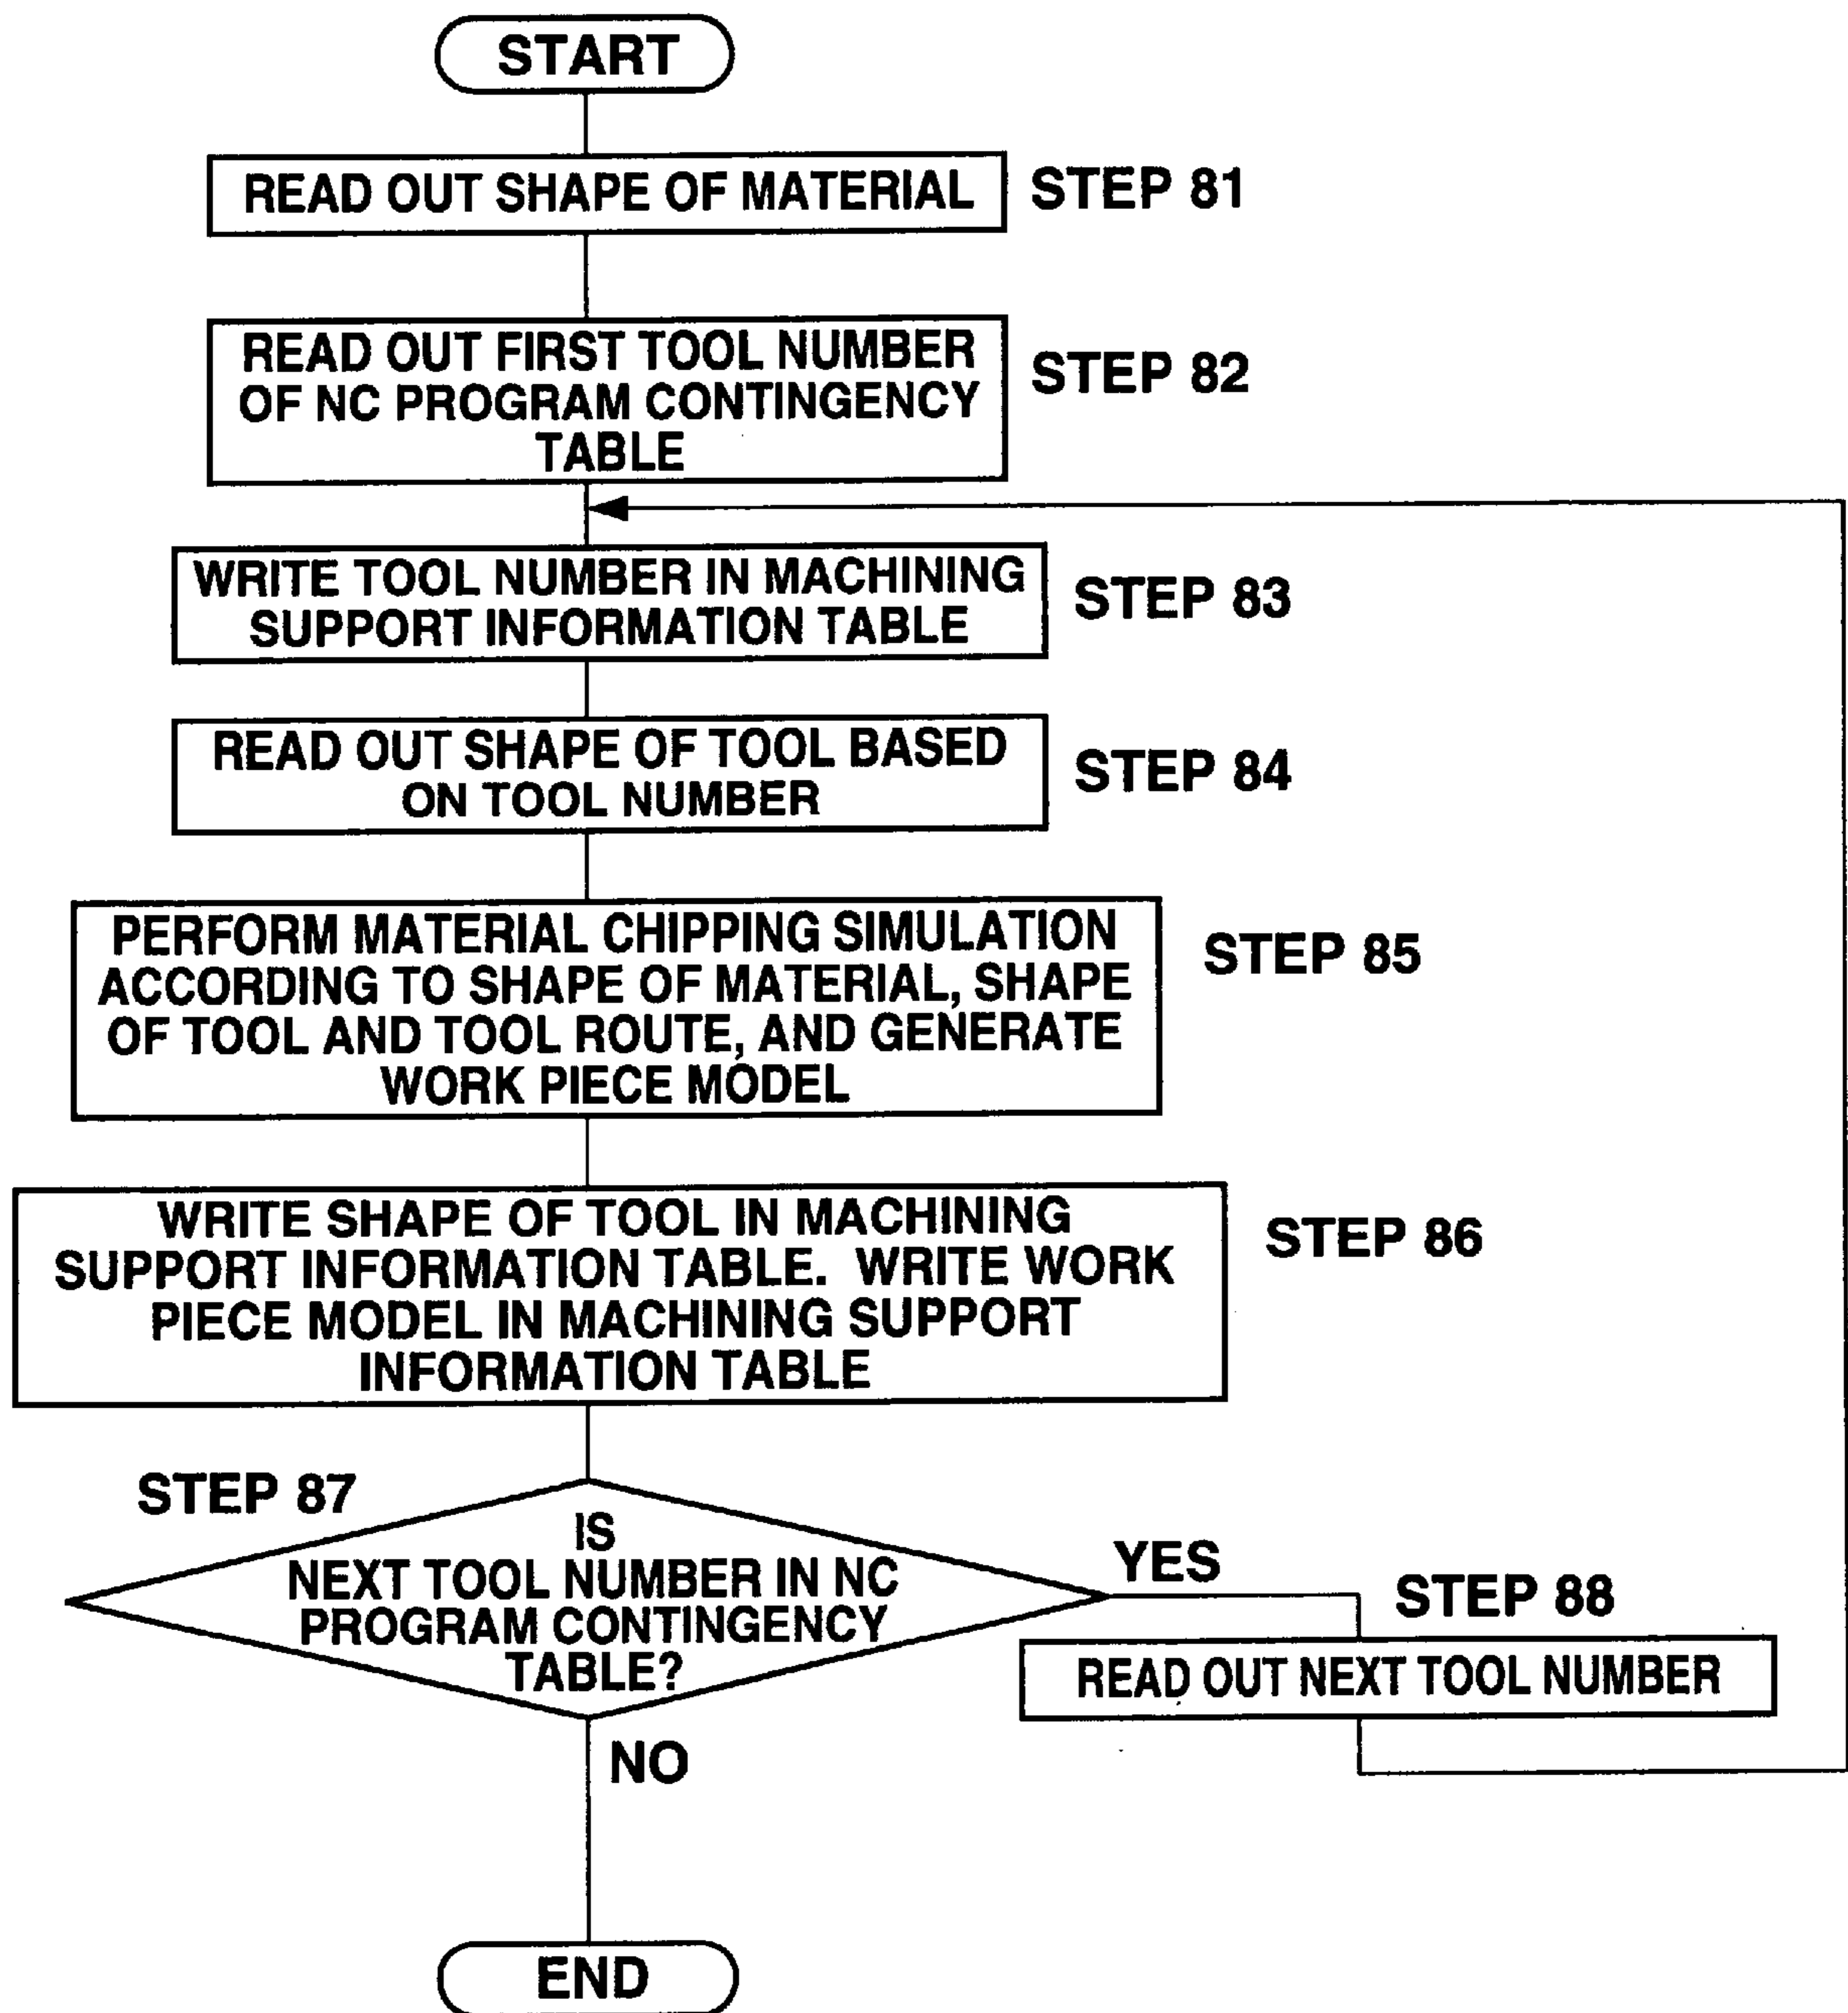 START
READ OUT SHAPE OF MATERIAL
STEP 81
READ OUT FIRST TOOL NUMBER
OF NC PROGRAM CONTINGENCY
TABLE
STEP 82
WRITE TOOL NUMBER IN MACHINING
SUPPORT INFORMATION TABLE
STEP 83
READ OUT SHAPE OF TOOL BASED
ON TOOL NUMBER
STEP 84
PERFORM MATERIAL CHIPPING SIMULATION
ACCORDING TO SHAPE OF MATERIAL, SHAPE
OF TOOL AND TOOL ROUTE, AND GENERATE
WORK PIECE MODEL
STEP 85
WRITE SHAPE OF TOOL IN MACHINING
SUPPORT INFORMATION TABLE. WRITE WORK
PIECE MODEL IN MACHINING SUPPORT
INFORMATION TABLE
STEP 86
STEP 87
IS
NEXT TOOL NUMBER IN NC
PROGRAM CONTINGENCY
TABLE?
YES
STEP 88
READ OUT NEXT TOOL NUMBER
NO
END